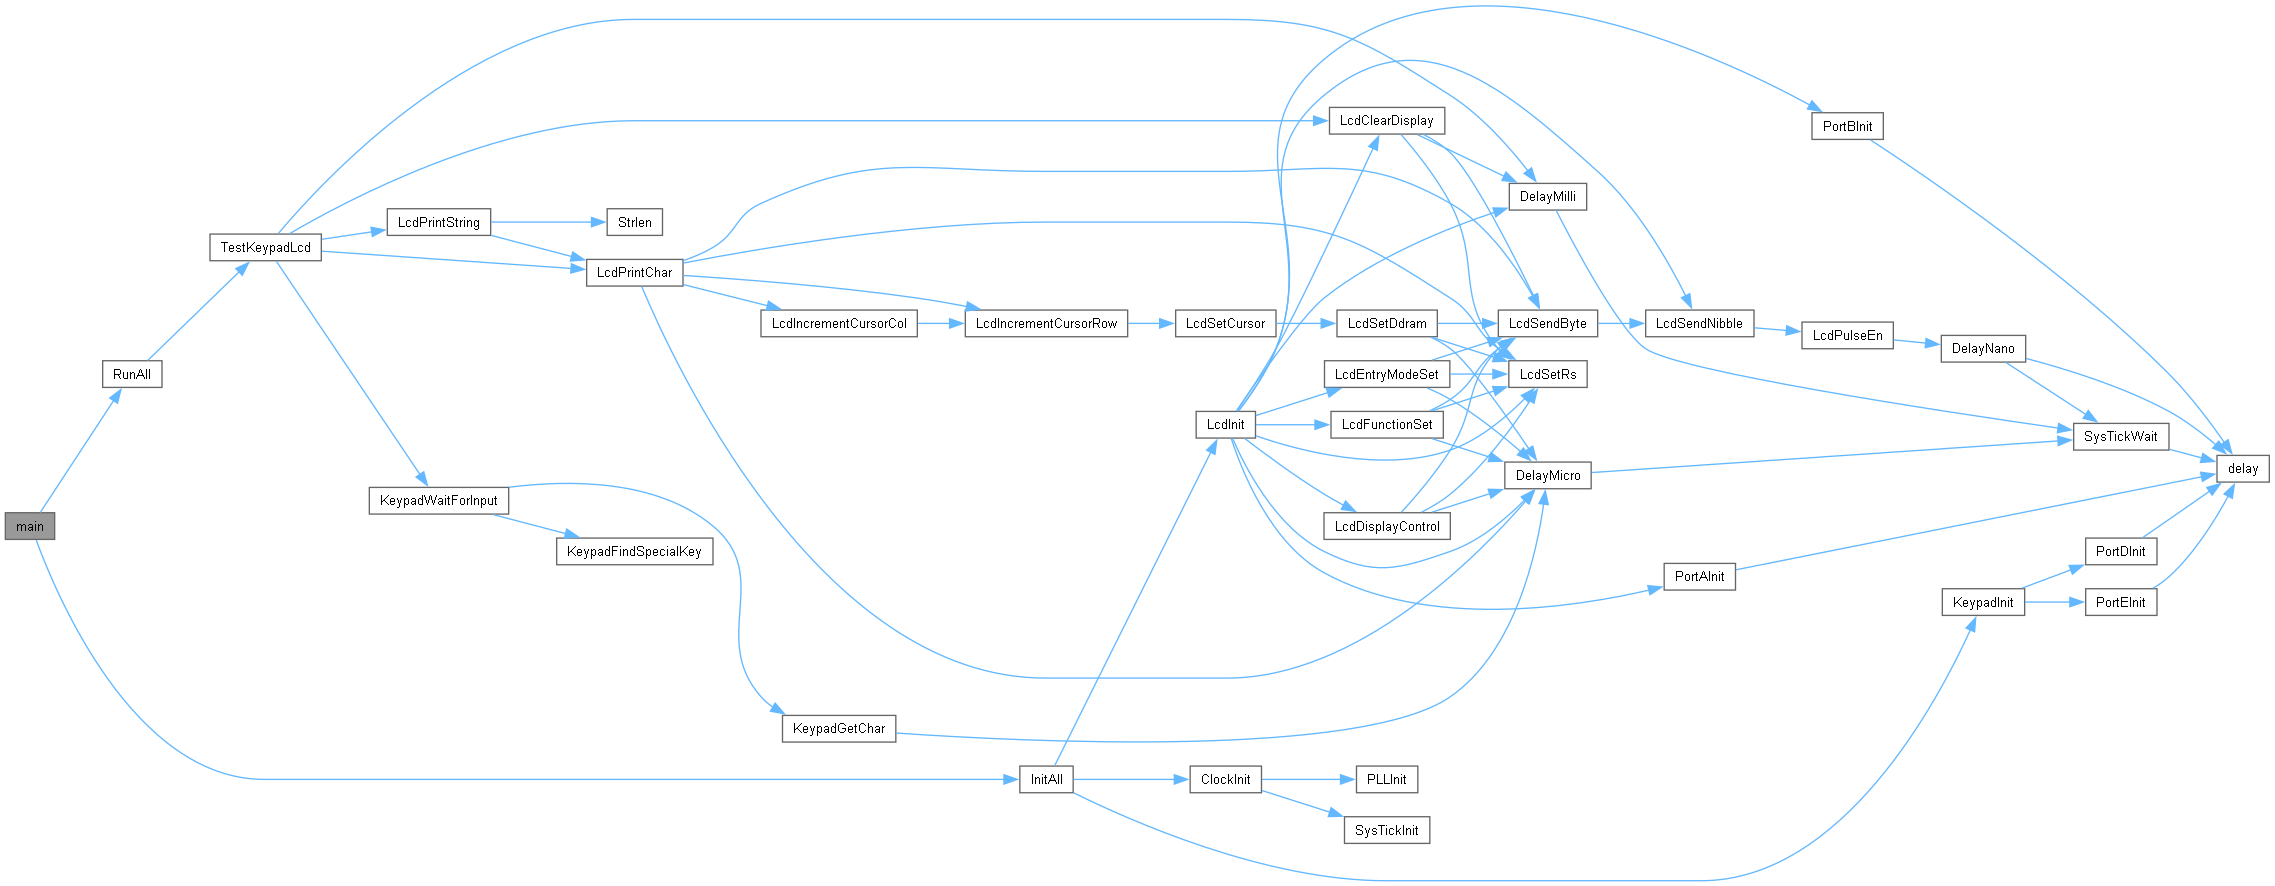 main
RunAll
TestKeypadLcd
LcdPrintString
Strlen
LcdPrintChar
LcdIncrementCursorCol
LcdIncrementCursorRow
LcdSetCursor
KeypadWaitForInput
KeypadFindSpecialKey
KeypadGetChar
InitAll
ClockInit
PLLInit
SysTickInit
LcdInit
LcdClearDisplay
LcdSetDdram
LcdEntryModeSet
LcdFunctionSet
LcdDisplayControl
DelayMilli
LcdSendByte
LcdSetRs
DelayMicro
LcdSendNibble
LcdPulseEn
DelayNano
PortBInit
PortAInit
KeypadInit
PortDInit
PortEInit
SysTickWait
delay